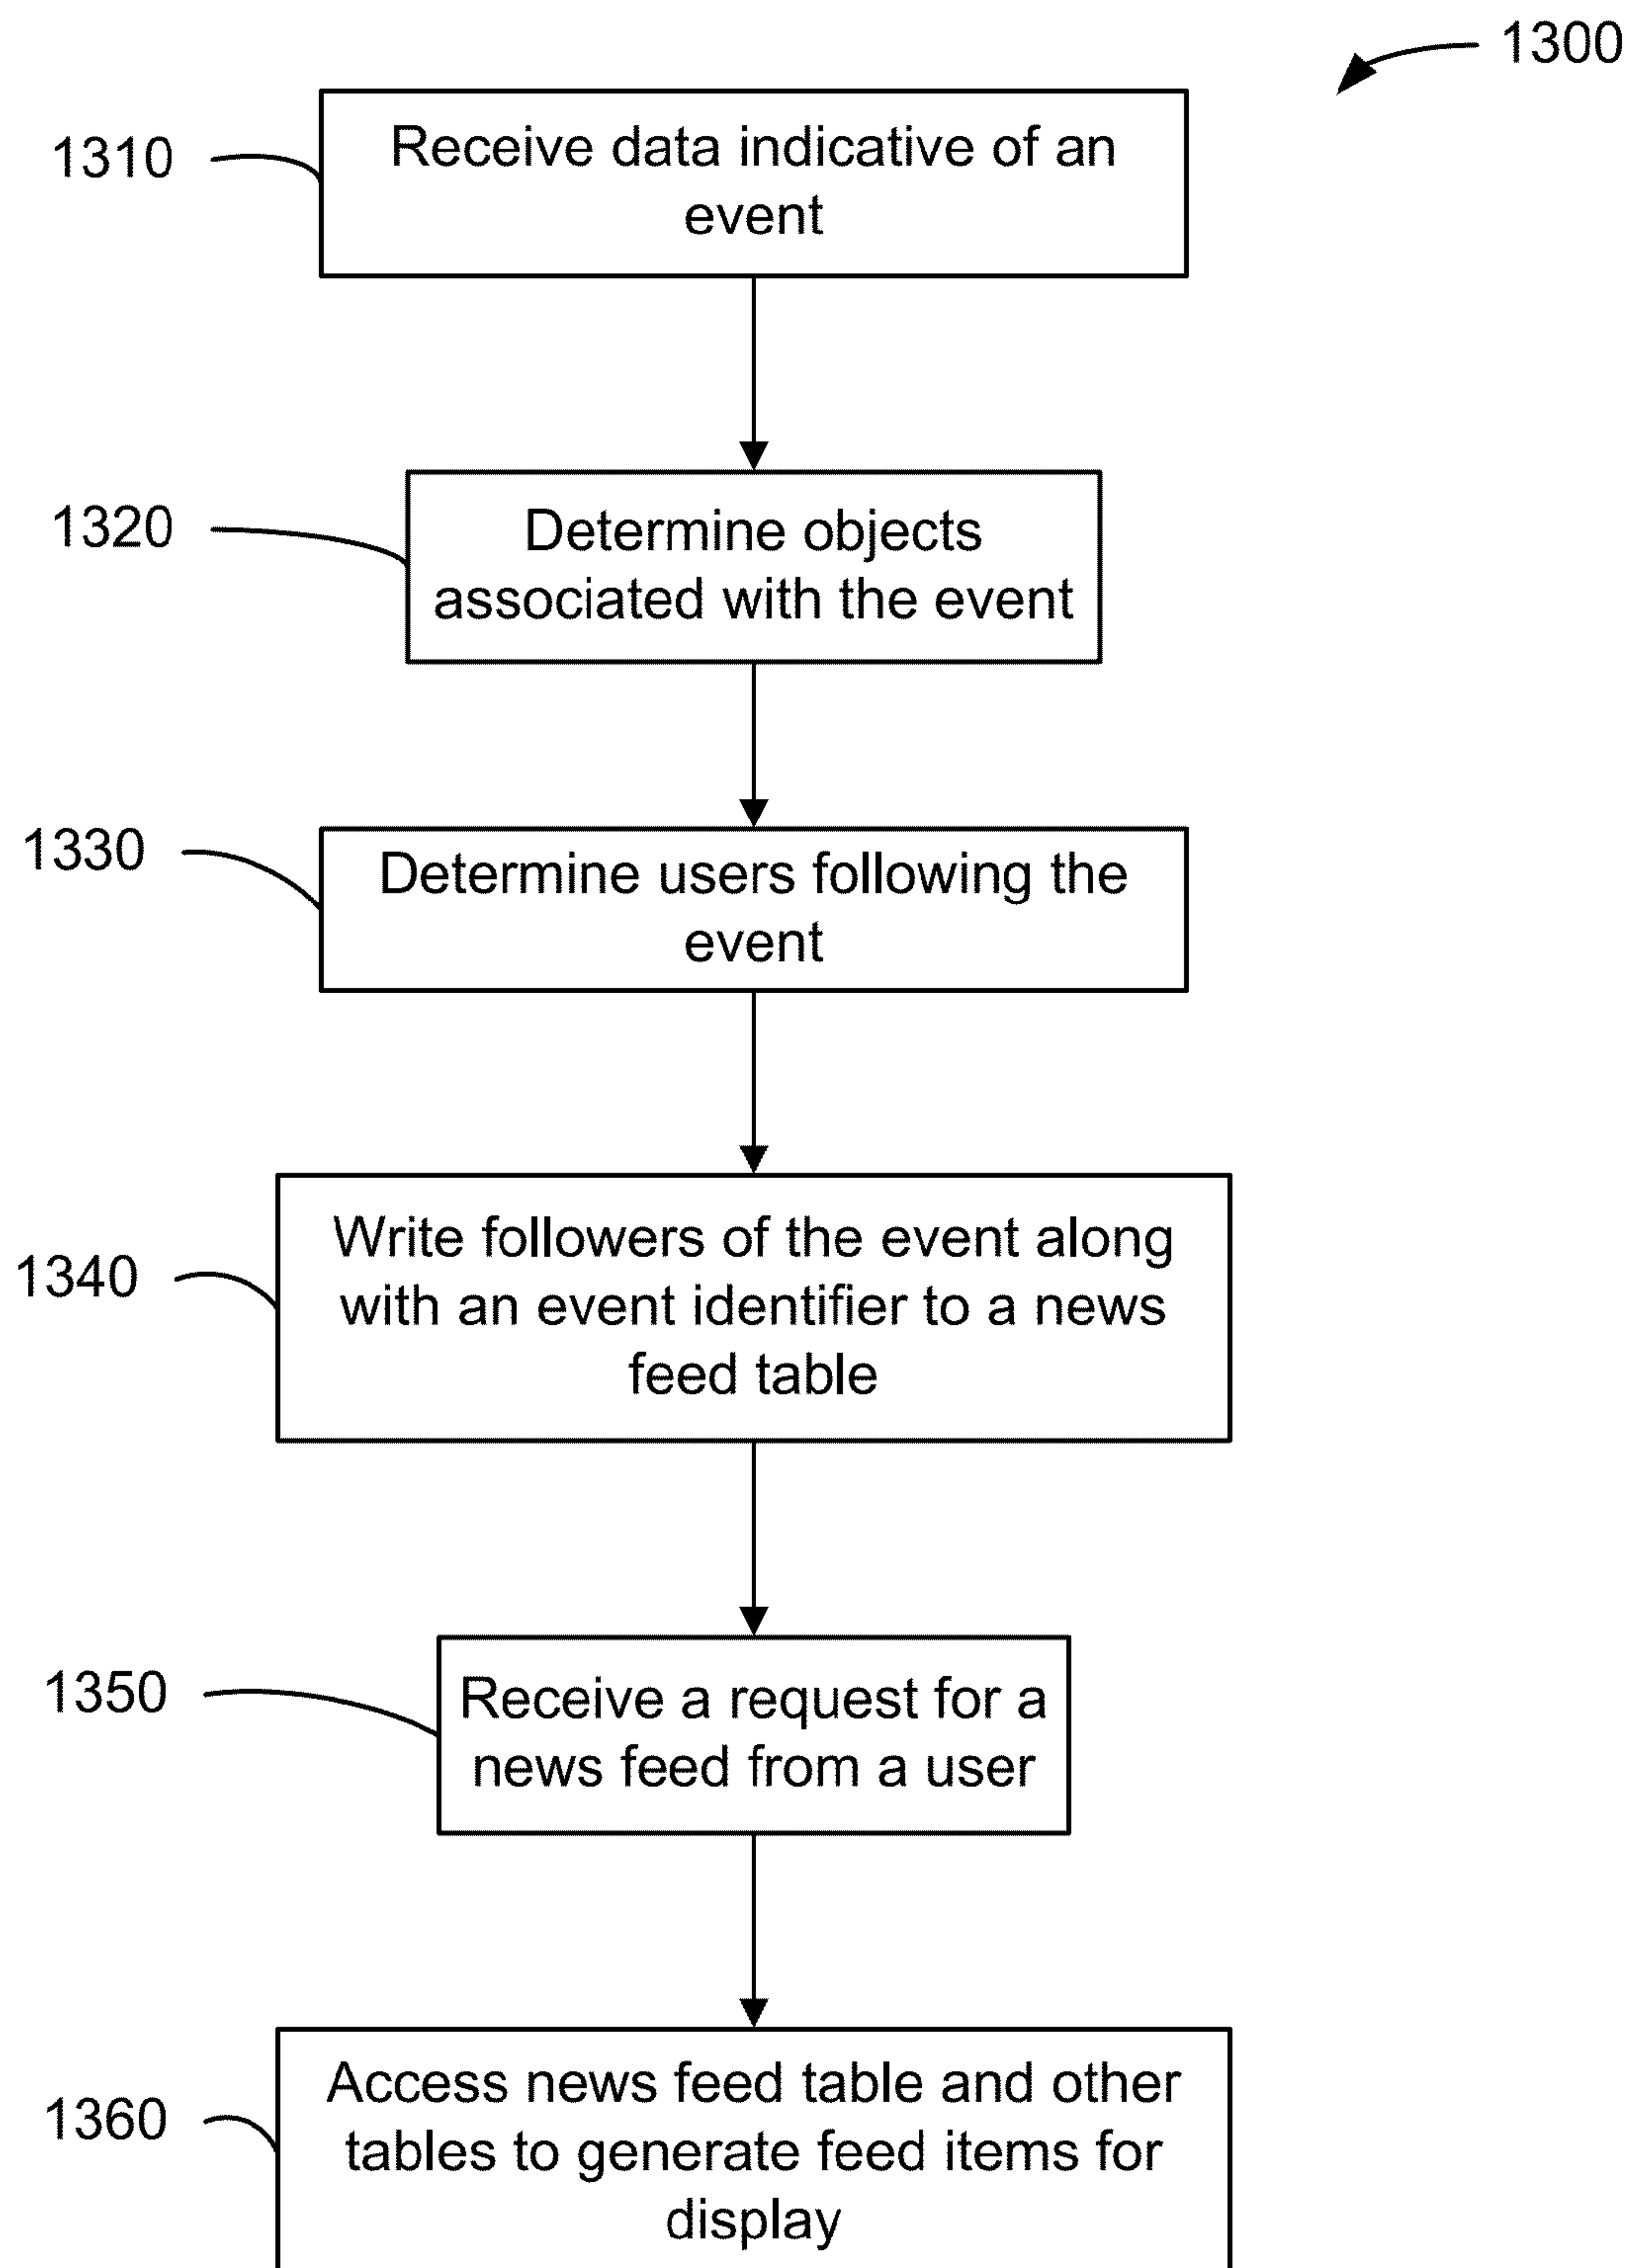 1300
1310
Receive data indicative of an
event
1320
Determine objects
associated with the event
1330
Determine users following the
event
1340
Write followers of the event along
with an event identifier to a news
feed table
1350
Receive a request for a
news feed from a user
1360
Access news feed table and other
tables to generate feed items for
display